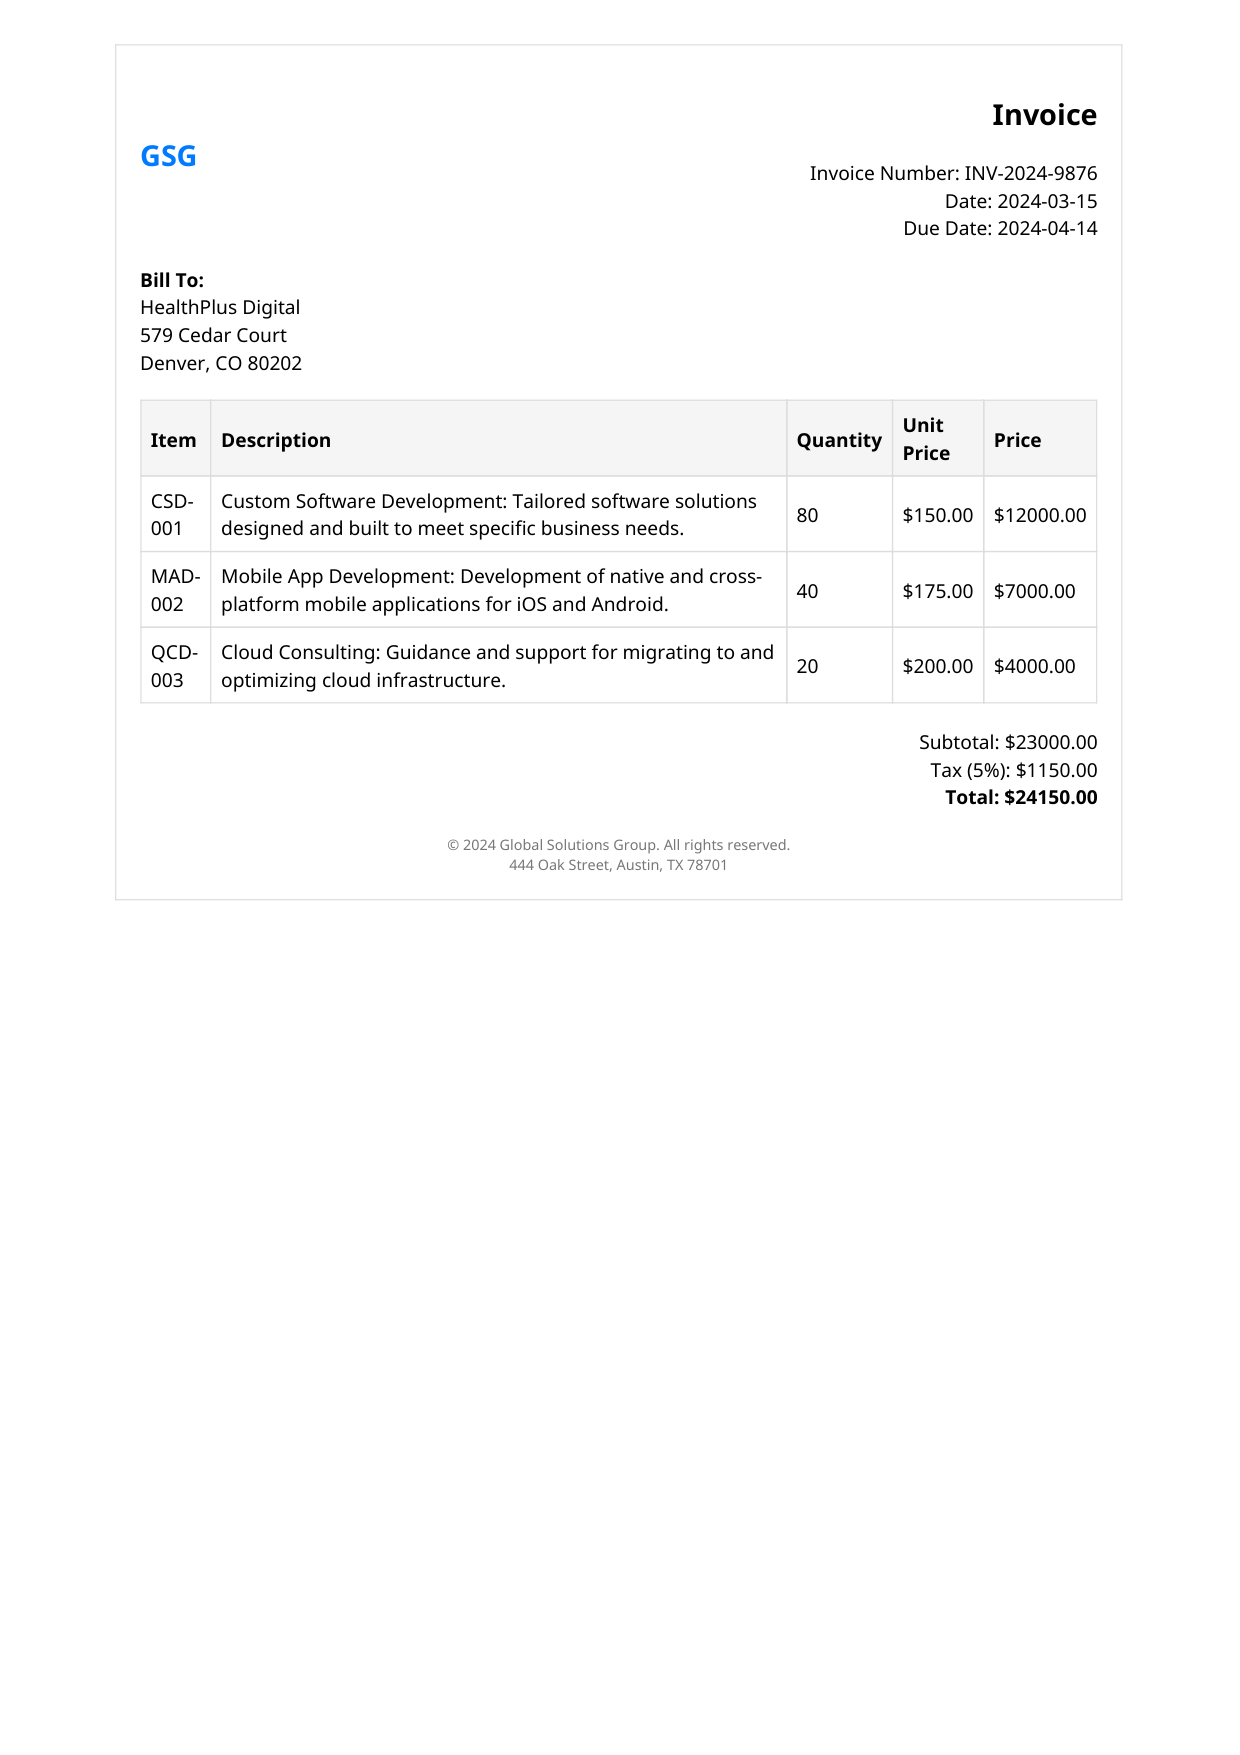 Invoice
GSG
Invoice Number: INV-2024-9876
Date: 2024-03-15
Due Date: 2024-04-14
Bill To:
HealthPlus Digital
579 Cedar Court
Denver, CO 80202
Item Description Quantity Unit Price Price
CSD-001 Custom Software Development: Tailored software solutions
designed and built to meet specific business needs. 80 $150.00 $12000.00
MAD-002 Mobile App Development: Development of native and cross-
platform mobile applications for iOS and Android. 40 $175.00 $7000.00
QCD-003 Cloud Consulting: Guidance and support for migrating to and
optimizing cloud infrastructure. 20 $200.00 $4000.00
Subtotal: $23000.00
Tax (5%): $1150.00
Total: $24150.00
© 2024 Global Solutions Group. All rights reserved.
444 Oak Street, Austin, TX 78701